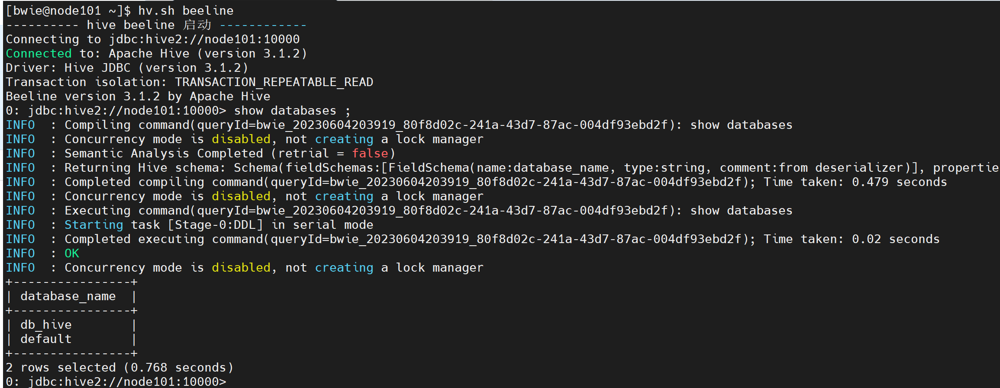 [bwie@node101 ~]$ hv.sh beeline
---------- hive beeline 启动 ------------
Connecting to jdbc:hive2://node101:10000
Connected to: Apache Hive (version 3.1.2)
Driver: Hive JDBC (version 3.1.2)
Transaction isolation: TRANSACTION_REPEATABLE_READ
Beeline version 3.1.2 by Apache Hive
0: jdbc:hive2://node101:10000> show databases ;
INFO  : Compiling command(queryId=bwie_20230604203919_80f8d02c-241a-43d7-87ac-004df93ebd2f): show databases
INFO  : Concurrency mode is disabled, not creating a lock manager
INFO  : Semantic Analysis Completed (retrial = false)
INFO  : Returning Hive schema: Schema(fieldSchemas:[FieldSchema(name:database_name, type:string, comment:from deserializer)], propertie
INFO  : Completed compiling command(queryId=bwie_20230604203919_80f8d02c-241a-43d7-87ac-004df93ebd2f); Time taken: 0.479 seconds
INFO  : Concurrency mode is disabled, not creating a lock manager
INFO  : Executing command(queryId=bwie_20230604203919_80f8d02c-241a-43d7-87ac-004df93ebd2f): show databases
INFO  : Starting task [Stage-0:DDL] in serial mode
INFO  : Completed executing command(queryId=bwie_20230604203919_80f8d02c-241a-43d7-87ac-004df93ebd2f); Time taken: 0.02 seconds
INFO  : OK
INFO  : Concurrency mode is disabled, not creating a lock manager
+----------------+
| database_name  |
+----------------+
| db_hive        |
| default        |
+----------------+
2 rows selected (0.768 seconds)
0: jdbc:hive2://node101:10000>